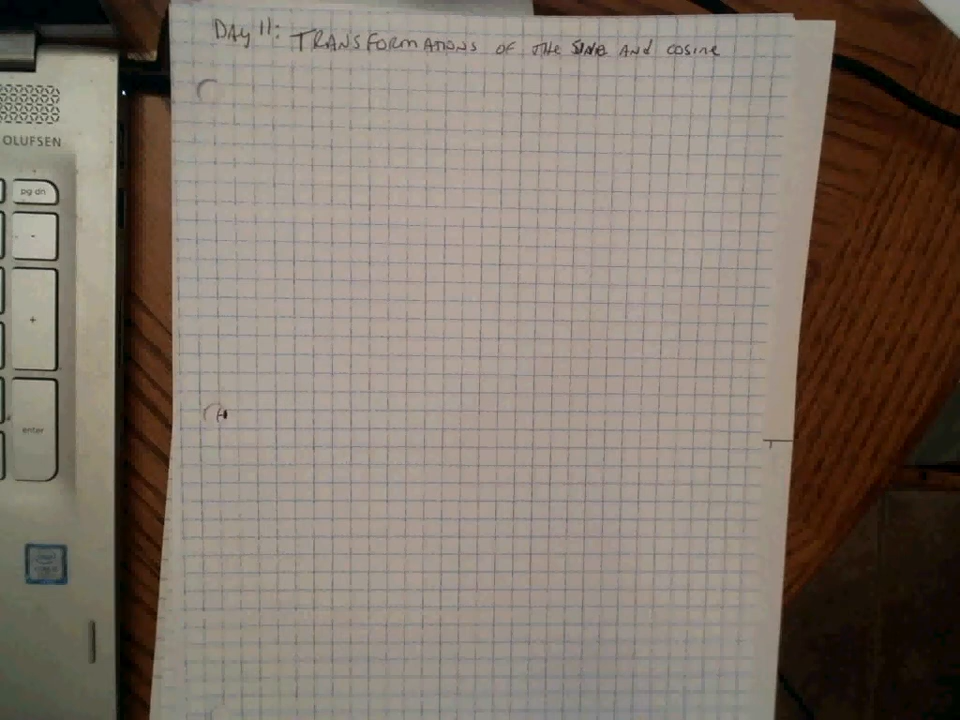 DAy 11: TRANSFORMATIONS OF THE SINE AND cosine
OLUFSEN
pg dn
-
+
enter